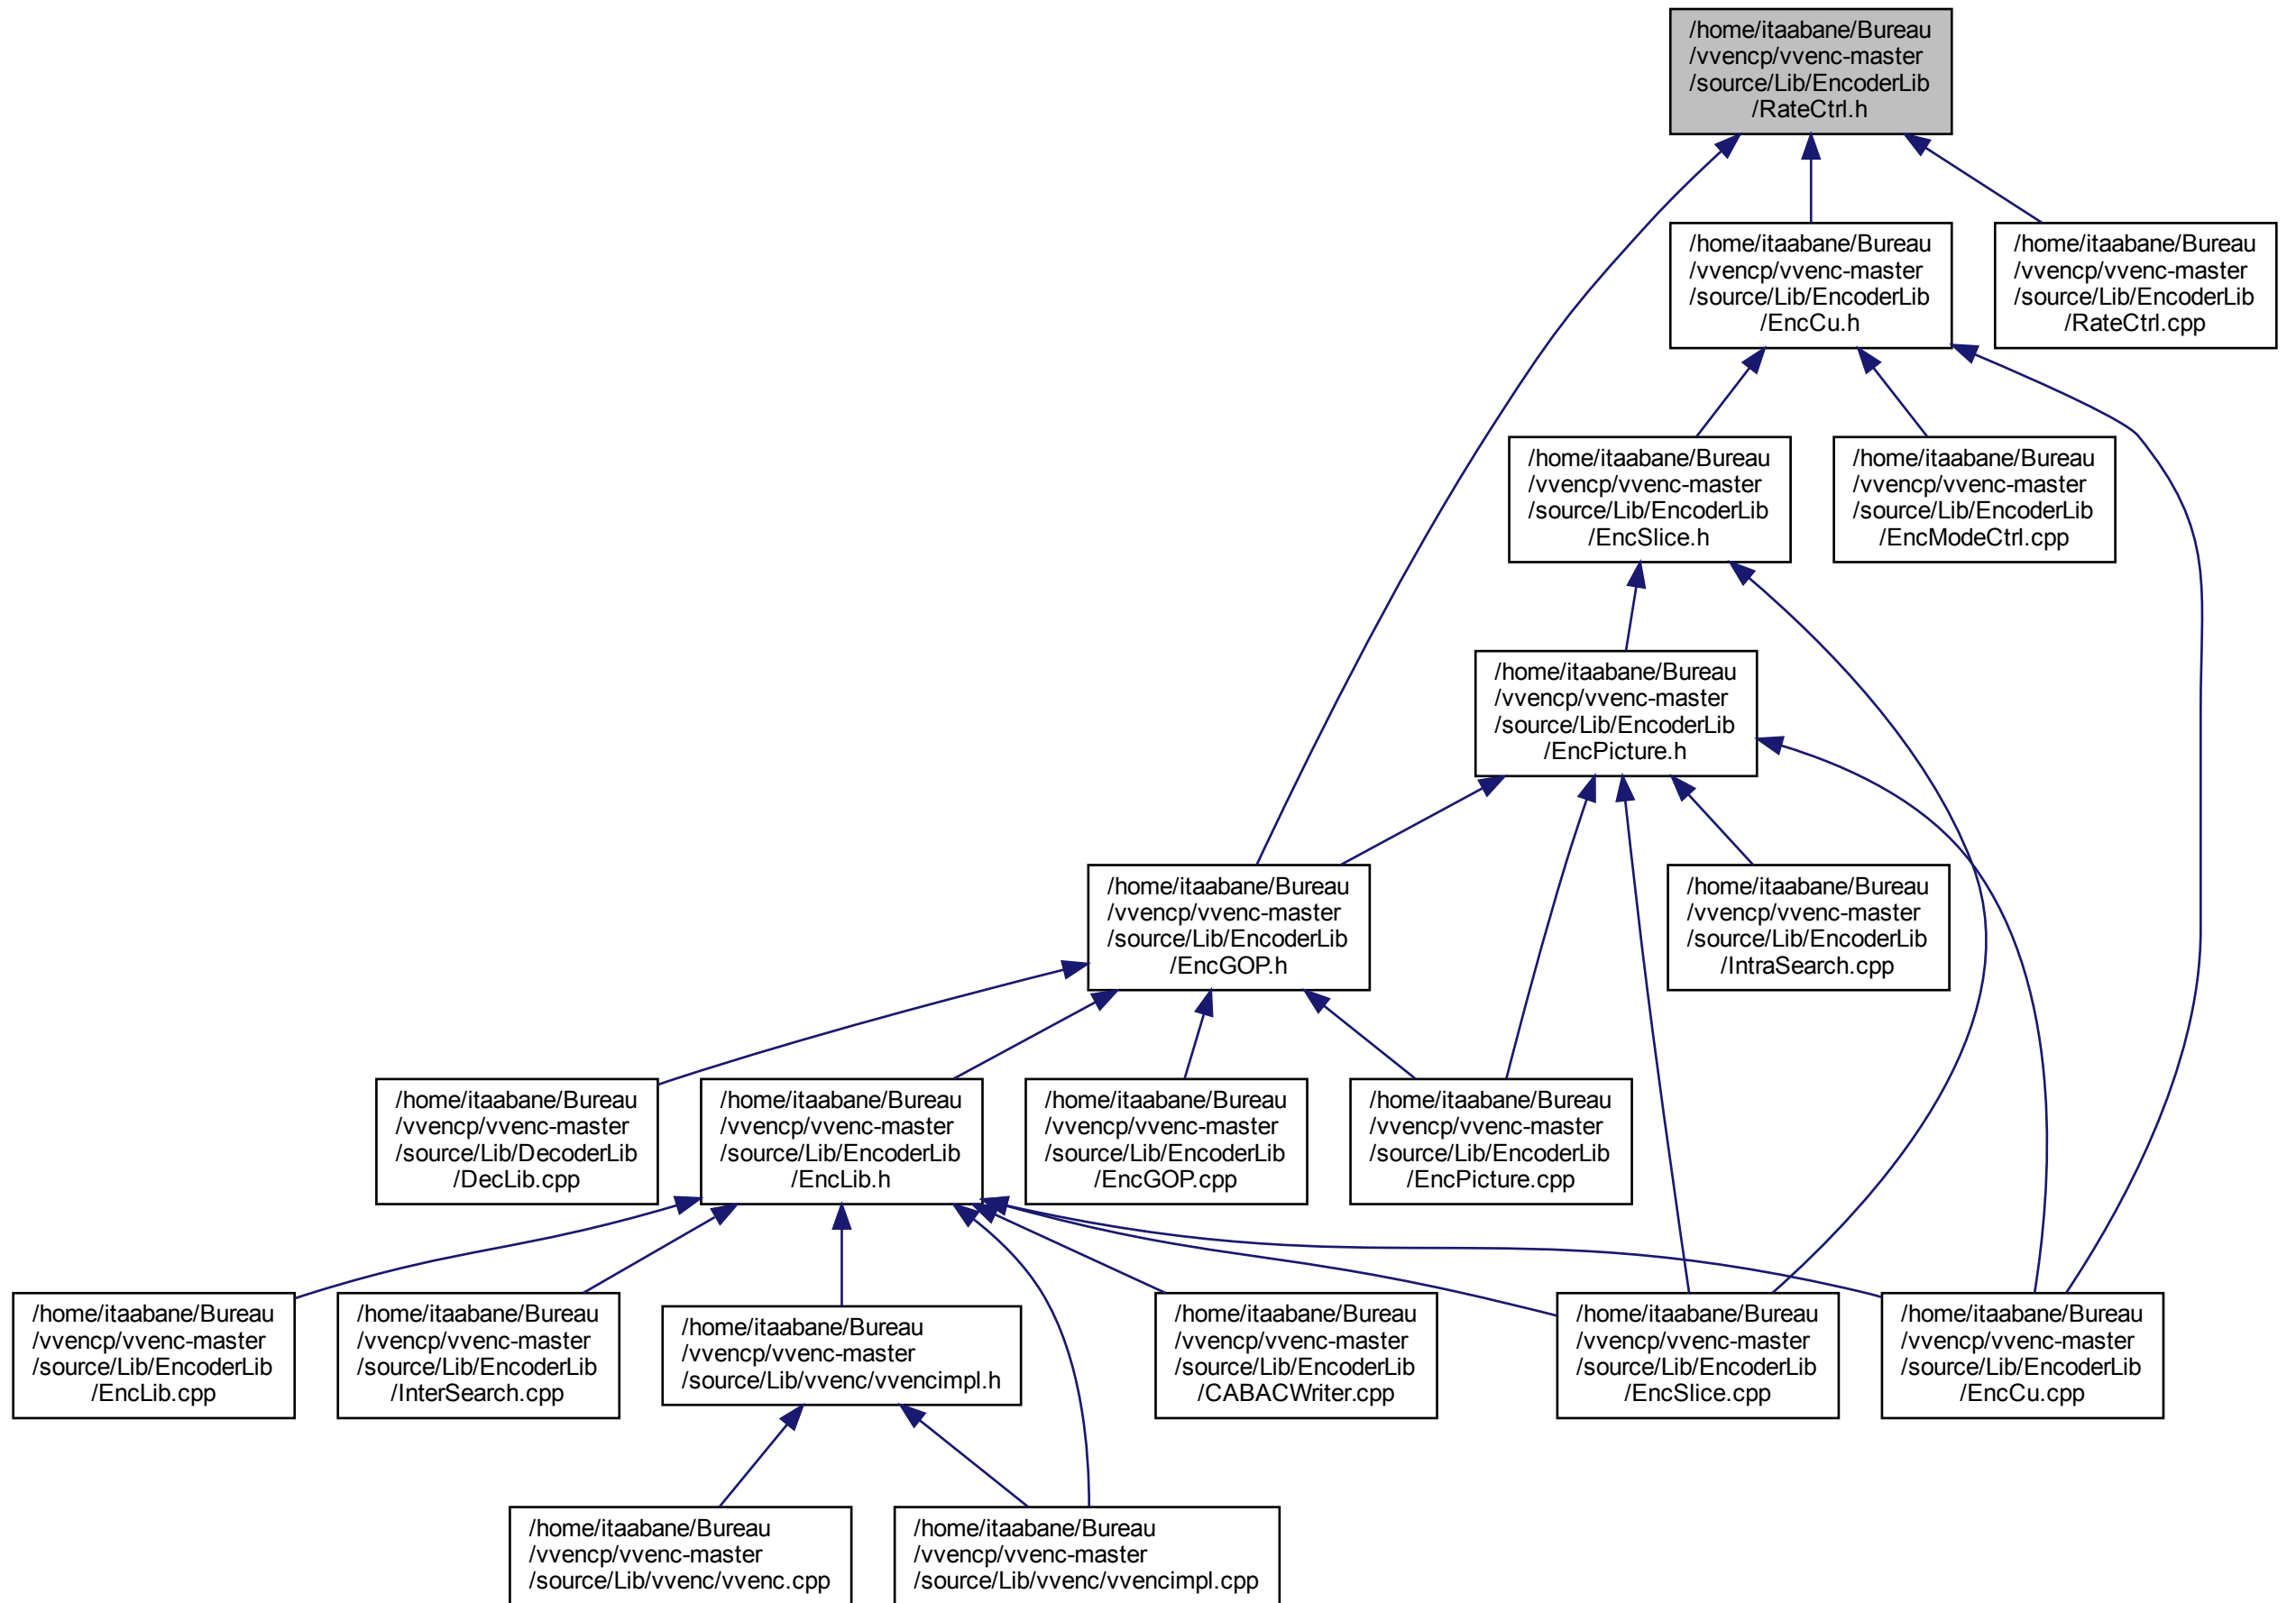 /home/itaabane/Bureau
/vvencp/vvenc-master
/source/Lib/EncoderLib
/RateCtrl.h
/home/itaabane/Bureau
/vvencp/vvenc-master
/source/Lib/EncoderLib
/EncCu.h
/home/itaabane/Bureau
/vvencp/vvenc-master
/source/Lib/EncoderLib
/RateCtrl.cpp
/home/itaabane/Bureau
/vvencp/vvenc-master
/source/Lib/EncoderLib
/EncSlice.h
/home/itaabane/Bureau
/vvencp/vvenc-master
/source/Lib/EncoderLib
/EncModeCtrl.cpp
/home/itaabane/Bureau
/vvencp/vvenc-master
/source/Lib/EncoderLib
/EncPicture.h
/home/itaabane/Bureau
/vvencp/vvenc-master
/source/Lib/EncoderLib
/EncGOP.h
/home/itaabane/Bureau
/vvencp/vvenc-master
/source/Lib/EncoderLib
/IntraSearch.cpp
/home/itaabane/Bureau
/vvencp/vvenc-master
/source/Lib/DecoderLib
/DecLib.cpp
/home/itaabane/Bureau
/vvencp/vvenc-master
/source/Lib/EncoderLib
/EncLib.h
/home/itaabane/Bureau
/vvencp/vvenc-master
/source/Lib/EncoderLib
/EncGOP.cpp
/home/itaabane/Bureau
/vvencp/vvenc-master
/source/Lib/EncoderLib
/EncPicture.cpp
/home/itaabane/Bureau
/vvencp/vvenc-master
/source/Lib/EncoderLib
/EncLib.cpp
/home/itaabane/Bureau
/vvencp/vvenc-master
/source/Lib/EncoderLib
/InterSearch.cpp
/home/itaabane/Bureau
/vvencp/vvenc-master
/source/Lib/vvenc/vvencimpl.h
/home/itaabane/Bureau
/vvencp/vvenc-master
/source/Lib/EncoderLib
/CABACWriter.cpp
/home/itaabane/Bureau
/vvencp/vvenc-master
/source/Lib/EncoderLib
/EncSlice.cpp
/home/itaabane/Bureau
/vvencp/vvenc-master
/source/Lib/EncoderLib
/EncCu.cpp
/home/itaabane/Bureau
/vvencp/vvenc-master
/source/Lib/vvenc/vvenc.cpp
/home/itaabane/Bureau
/vvencp/vvenc-master
/source/Lib/vvenc/vvencimpl.cpp